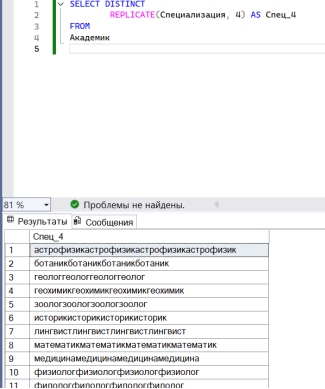 1 SELECT DISTINCT
2 REPLICATE(Специализация, 4) AS Спец_4
3 FROM
4 Академик
5
81 % Проблемы не найдены.
Результаты Сообщения
Спец_4
1 астрофизикастрофизикастрофизикастрофизик
2 ботаникботаникботаникботаник
3 геологгеологгеологгеолог
4 геохимикгеохимикгеохимикгеохимик
5 зоологзоологзоологзоолог
6 историкисторикисторикисторик
7 лингвистлингвистлингвистлингвист
8 математикматематикматематикматематик
9 медицинамедицинамедицинамедицина
10 физиологфизиологфизиологфизиолог
11 филологфилологфилологфилолог